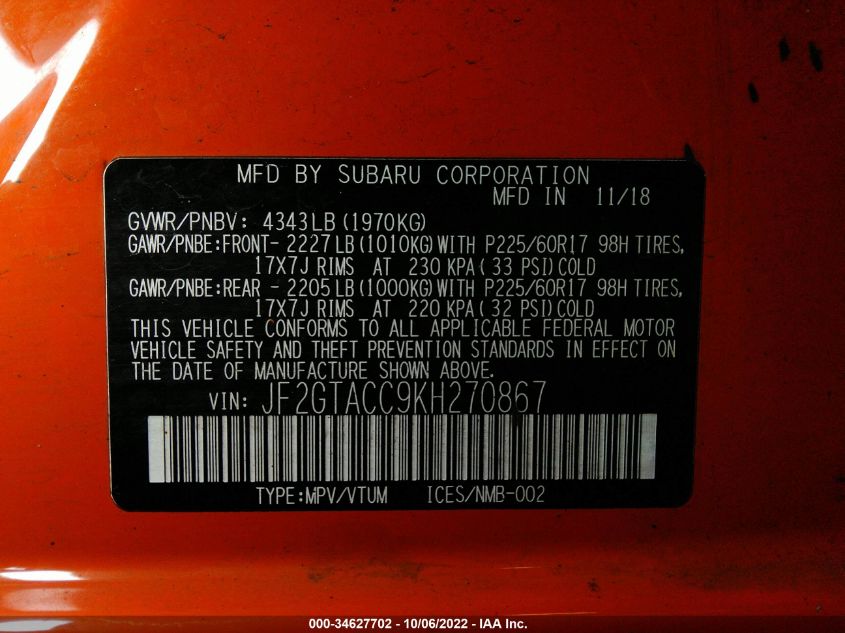 MFD BY SUBARU CORPORATION
MFD IN 11/18
GVWR/PNBV: 4343LB (1970KG)
GAWR/PNBE:FRONT- 2227 LB (1010KG) WITH P225/60R17 98H TIRES,
17X7J RIMS AT 230 KPA ( 33 PSI) COLD
GAWR/PNBE:REAR - 2205 LB (1000KG) WITH P225/60R17 98H TIRES,
17X7J RIMS AT 220 KPA ( 32 PSI) COLD
THIS VEHICLE CONFORMS TO ALL APPLICABLE FEDERAL MOTOR
VEHICLE SAFETY AND THEFT PREVENTION STANDARDS IN EFFECT ON
THE DATE OF MANUFACTURE SHOWN ABOVE.
VIN: JF2GTACC9KH270867
TYPE:MPV/VTUM ICES/NMB-002
000-34627702 - 10/06/2022 - IAA Inc.